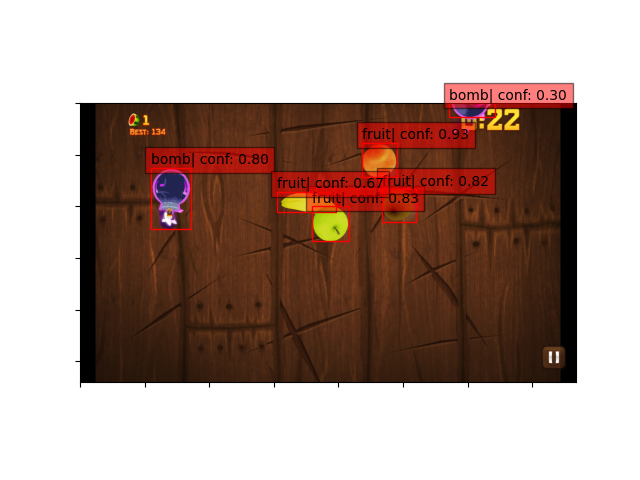 bomb| conf: 0.30
1
:22
BEST: 134
fruit| conf: 0.93
bomb| conf: 0.80
fruit| conf: 0.67
fruit| conf: 0.82
fruit| conf: 0.83